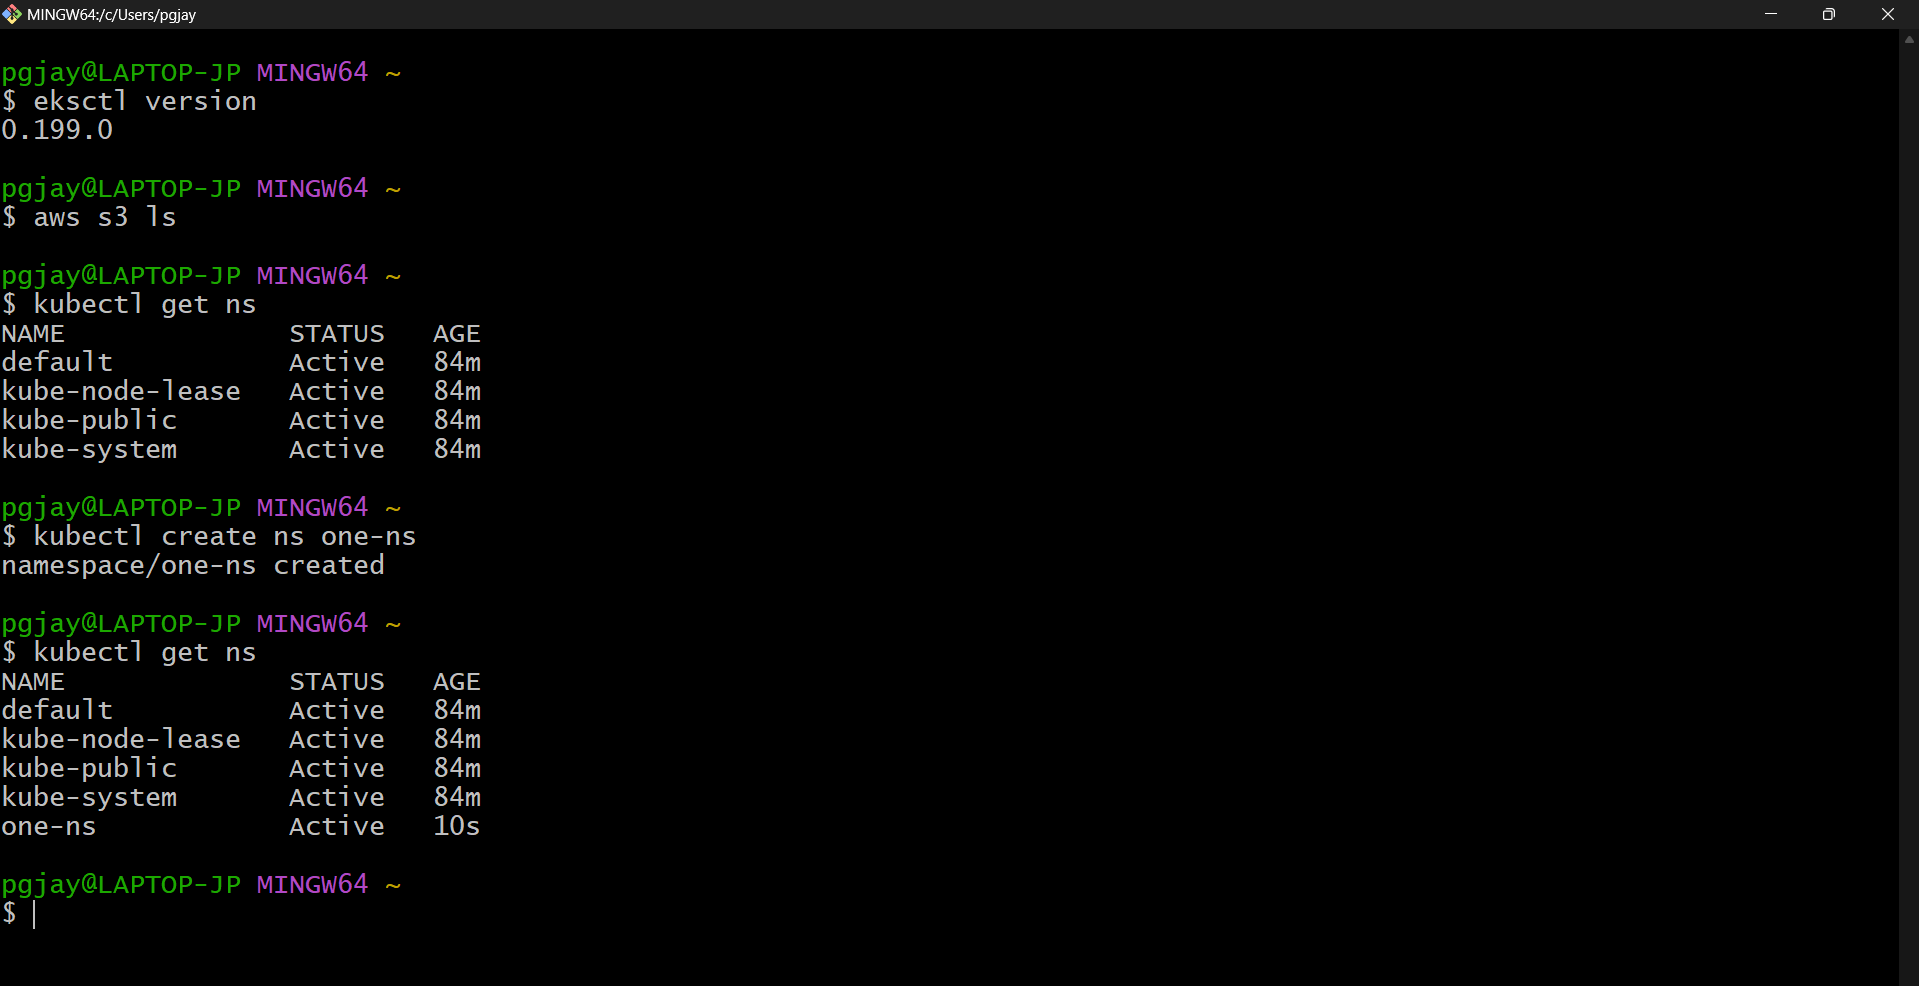 MINGW64:/c/Users/pgjay
pgjay@LAPTOP-JP MINGW64 ~
$ eksctl version
0.199.0
pgjay@LAPTOP-JP MINGW64 ~
$ aws s3 ls
pgjay@LAPTOP-JP MINGW64 ~
$ kubectl get ns
NAME              STATUS   AGE
default           Active   84m
kube-node-lease   Active   84m
kube-public       Active   84m
kube-system       Active   84m
pgjay@LAPTOP-JP MINGW64 ~
$ kubectl create ns one-ns
namespace/one-ns created
pgjay@LAPTOP-JP MINGW64 ~
$ kubectl get ns
NAME              STATUS   AGE
default           Active   84m
kube-node-lease   Active   84m
kube-public       Active   84m
kube-system       Active   84m
one-ns            Active   10s
pgjay@LAPTOP-JP MINGW64 ~
$